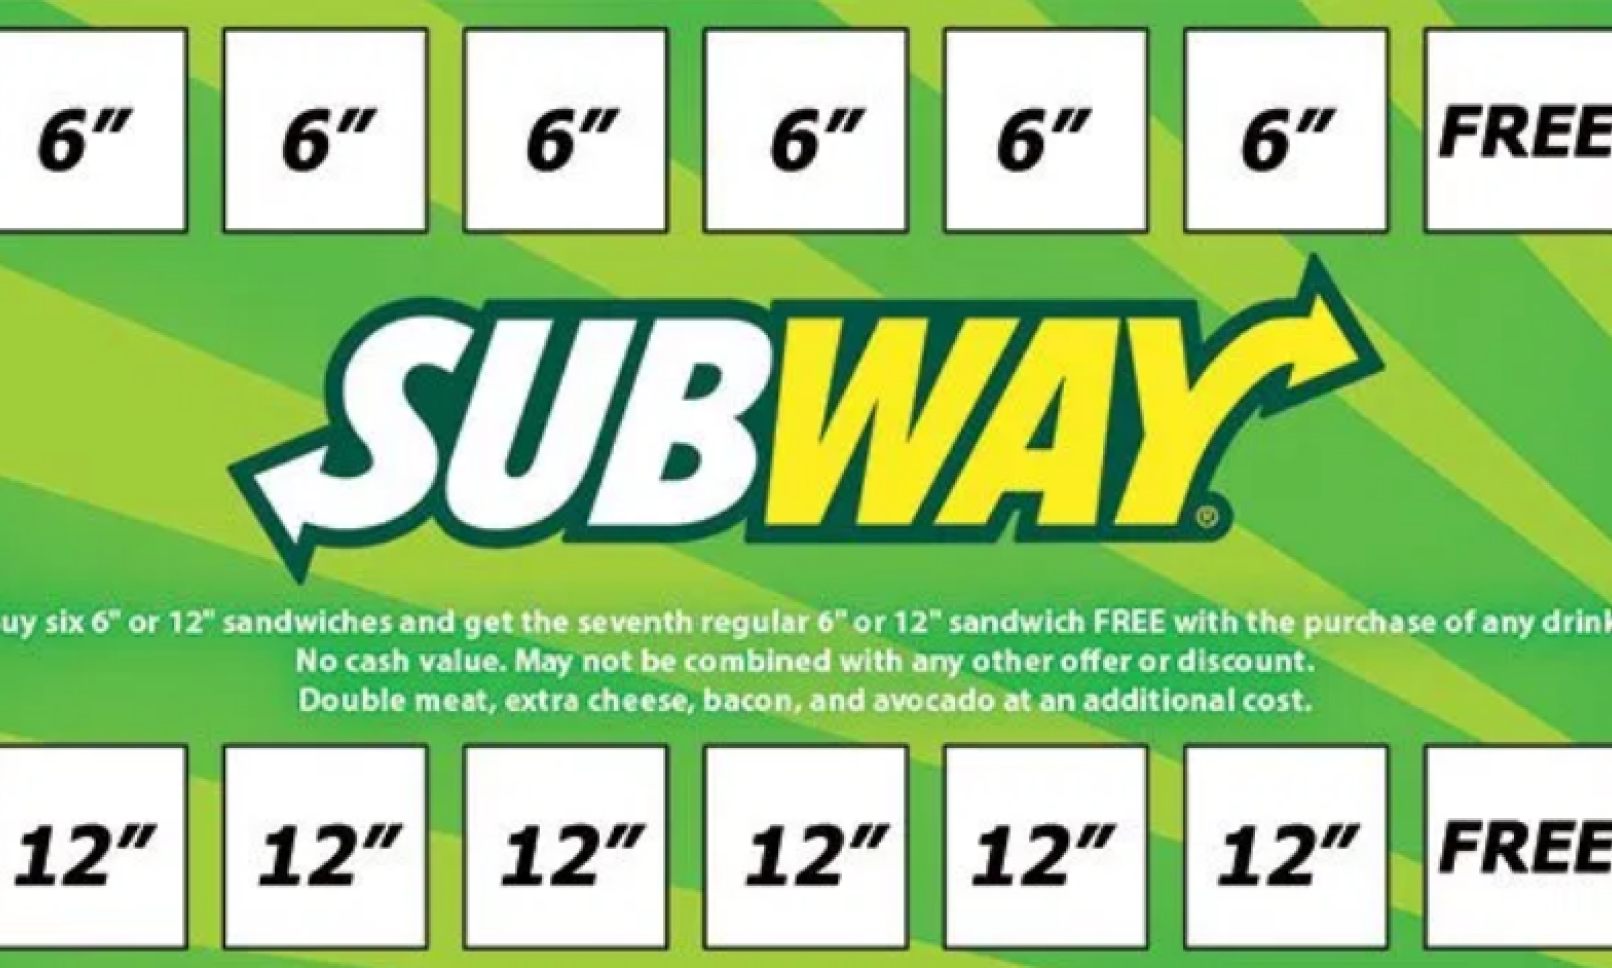 6" 6" 6" 6" 6" 6" FREE
SUBWAY®
uy six 6" or 12" sandwiches and get the seventh regular 6" or 12" sandwich FREE with the purchase of any drink
No cash value. May not be combined with any other offer or discount.
Double meat, extra cheese, bacon, and avocado at an additional cost.
12" 12" 12" 12" 12" 12" FREE